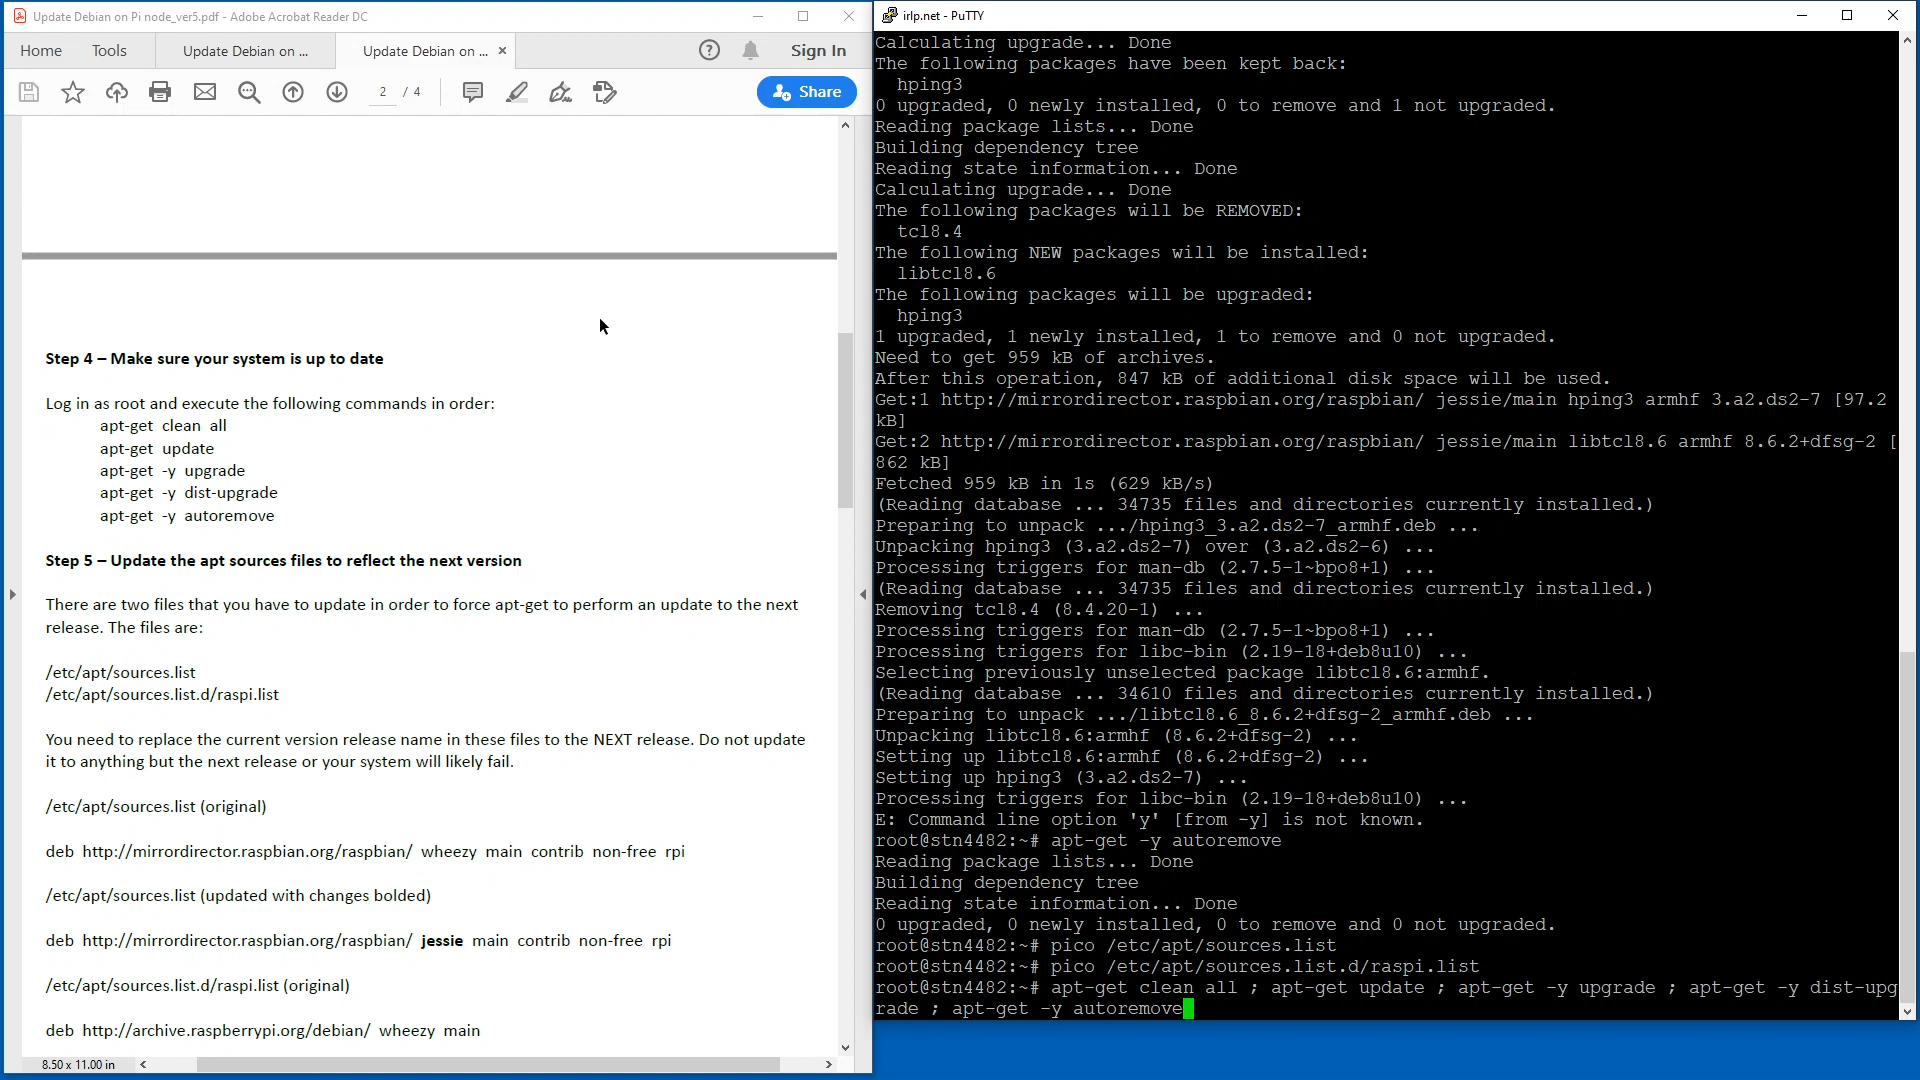 Update Debian on Pi node_ver5.pdf - Adobe Acrobat Reader DC
Home
Tools
Update Debian on ...
Update Debian on ...
Sign In
2 / 4
Share
Step 4 – Make sure your system is up to date
Log in as root and execute the following commands in order:
apt-get clean all
apt-get update
apt-get -y upgrade
apt-get -y dist-upgrade
apt-get -y autoremove
Step 5 – Update the apt sources files to reflect the next version
There are two files that you have to update in order to force apt-get to perform an update to the next
release. The files are:
/etc/apt/sources.list
/etc/apt/sources.list.d/raspi.list
You need to replace the current version release name in these files to the NEXT release. Do not update
it to anything but the next release or your system will likely fail.
/etc/apt/sources.list (original)
deb http://mirrordirector.raspbian.org/raspbian/ wheezy main contrib non-free rpi
/etc/apt/sources.list (updated with changes bolded)
deb http://mirrordirector.raspbian.org/raspbian/ jessie main contrib non-free rpi
/etc/apt/sources.list.d/raspi.list (original)
deb http://archive.raspberrypi.org/debian/ wheezy main
8.50 x 11.00 in
irlp.net - PuTTY
Calculating upgrade... Done
The following packages have been kept back:
hping3
0 upgraded, 0 newly installed, 0 to remove and 1 not upgraded.
Reading package lists... Done
Building dependency tree
Reading state information... Done
Calculating upgrade... Done
The following packages will be REMOVED:
tcl8.4
The following NEW packages will be installed:
libtcl8.6
The following packages will be upgraded:
hping3
1 upgraded, 1 newly installed, 1 to remove and 0 not upgraded.
Need to get 959 kB of archives.
After this operation, 847 kB of additional disk space will be used.
Get:1 http://mirrordirector.raspbian.org/raspbian/ jessie/main hping3 armhf 3.a2.ds2-7 [97.2
kB]
Get:2 http://mirrordirector.raspbian.org/raspbian/ jessie/main libtcl8.6 armhf 8.6.2+dfsg-2 [
862 kB]
Fetched 959 kB in 1s (629 kB/s)
(Reading database ... 34735 files and directories currently installed.)
Preparing to unpack .../hping3_3.a2.ds2-7_armhf.deb ...
Unpacking hping3 (3.a2.ds2-7) over (3.a2.ds2-6) ...
Processing triggers for man-db (2.7.5-1~bpo8+1) ...
(Reading database ... 34735 files and directories currently installed.)
Removing tcl8.4 (8.4.20-1) ...
Processing triggers for man-db (2.7.5-1~bpo8+1) ...
Processing triggers for libc-bin (2.19-18+deb8u10) ...
Selecting previously unselected package libtcl8.6:armhf.
(Reading database ... 34610 files and directories currently installed.)
Preparing to unpack .../libtcl8.6_8.6.2+dfsg-2_armhf.deb ...
Unpacking libtcl8.6:armhf (8.6.2+dfsg-2) ...
Setting up libtcl8.6:armhf (8.6.2+dfsg-2) ...
Setting up hping3 (3.a2.ds2-7) ...
Processing triggers for libc-bin (2.19-18+deb8u10) ...
E: Command line option 'y' [from -y] is not known.
root@stn4482:~# apt-get -y autoremove
Reading package lists... Done
Building dependency tree
Reading state information... Done
0 upgraded, 0 newly installed, 0 to remove and 0 not upgraded.
root@stn4482:~# pico /etc/apt/sources.list
root@stn4482:~# pico /etc/apt/sources.list.d/raspi.list
root@stn4482:~# apt-get clean all ; apt-get update ; apt-get -y upgrade ; apt-get -y dist-upg
rade ; apt-get -y autoremove